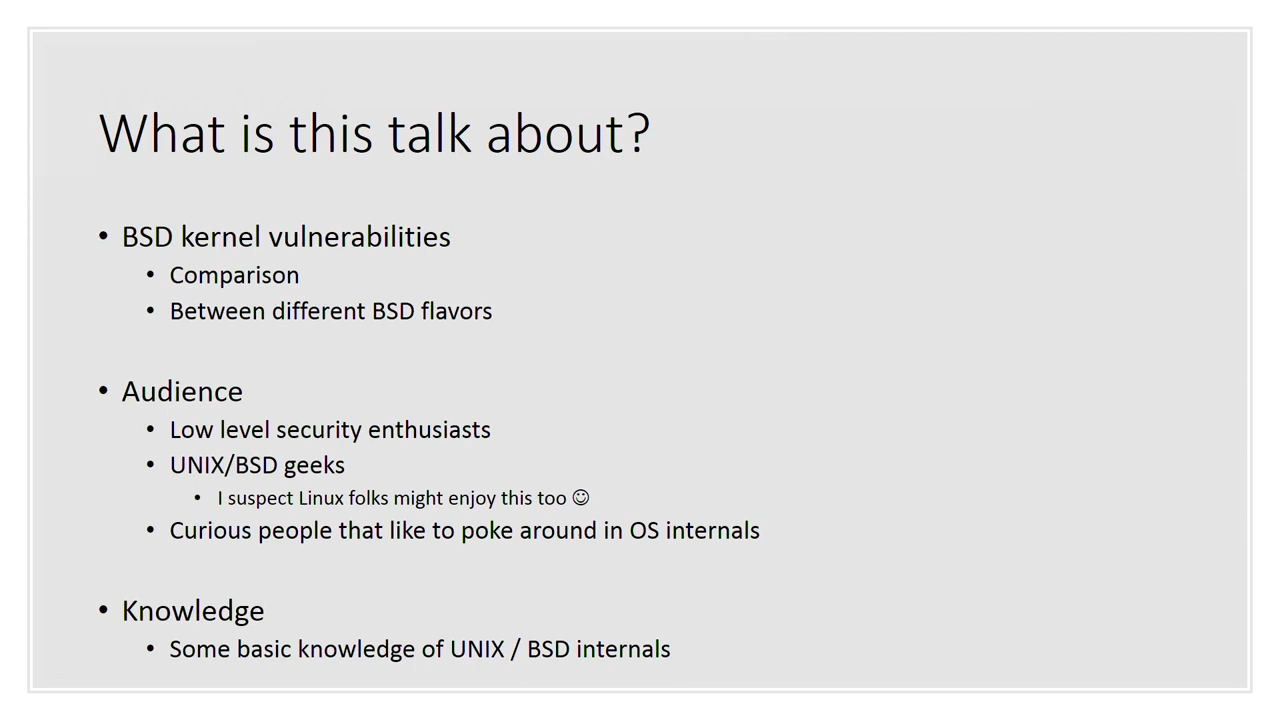 What is this talk about?
• BSD kernel vulnerabilities
• Comparison
• Between different BSD flavors
• Audience
• Low level security enthusiasts
• UNIX/BSD geeks
• I suspect Linux folks might enjoy this too ☺
• Curious people that like to poke around in OS internals
• Knowledge
• Some basic knowledge of UNIX / BSD internals